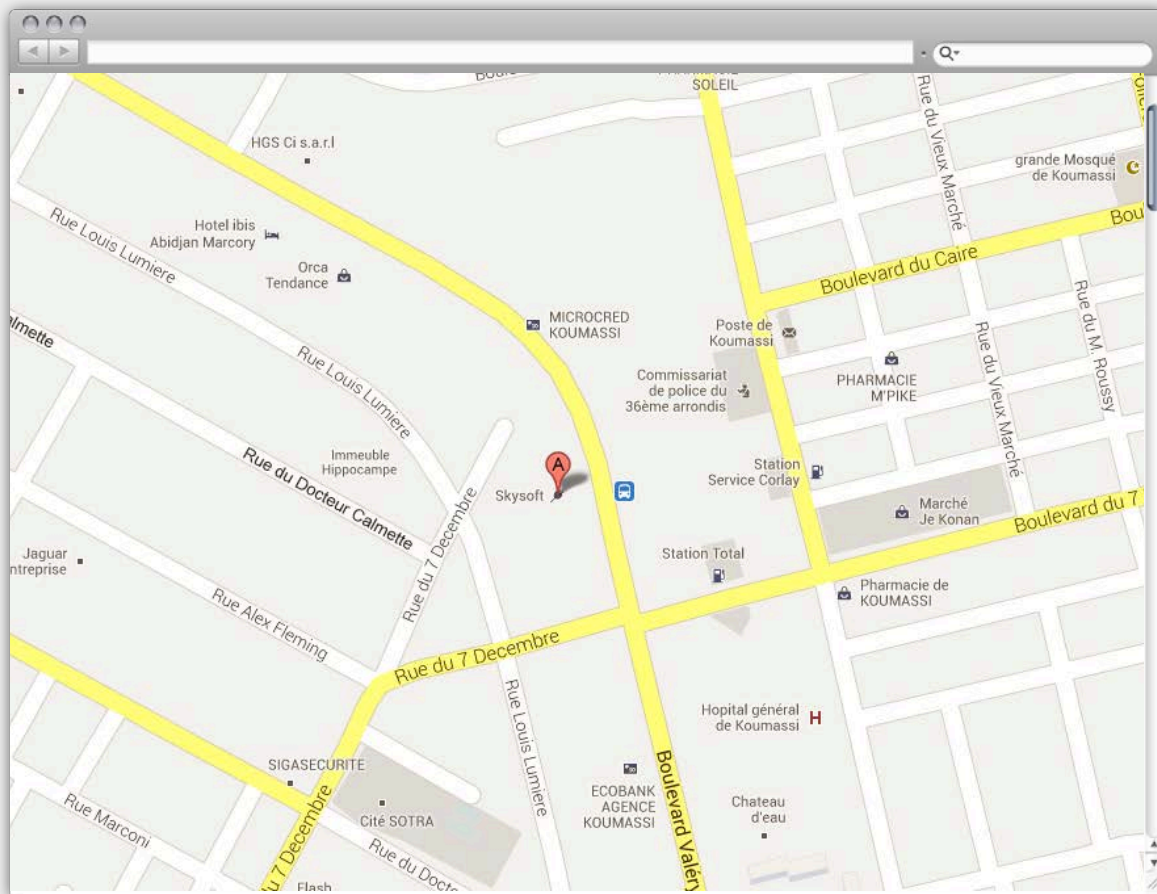 SOLEIL
HGS Ci s.a.r.l
Rue du Vieux Marché
grande Mosqué
de Koumassi
Hotel ibis
Abidjan Marcory
Rue Louis Lumiere
Orca
Tendance
Bou
Boulevard du Caire
MICROCRED
KOUMASSI
Poste de
Koumassi
Rue du M. Roussy
almette
Rue Louis Lumiere
Commissariat
de police du
36ème arrondis
PHARMACIE
M'PIKE
Rue du Vieux Marché
Immeuble
Hippocampe
Rue du Docteur Calmette
A
Skysoft
Station
Service Corlay
Marché
Je Konan
Boulevard du 7
Rue du 7 Decembre
Jaguar
ntreprise
Station Total
Pharmacie de
KOUMASSI
Rue Alex Fleming
Rue du 7 Decembre
Rue Louis Lumiere
Hopital général
de Koumassi
H
SIGASECURITE
Boulevard Valéry
ECOBANK
AGENCE
KOUMASSI
Chateau
d'eau
Rue Marconi
Cité SOTRA
u 7 Decembre
Rue du Docte
Flash